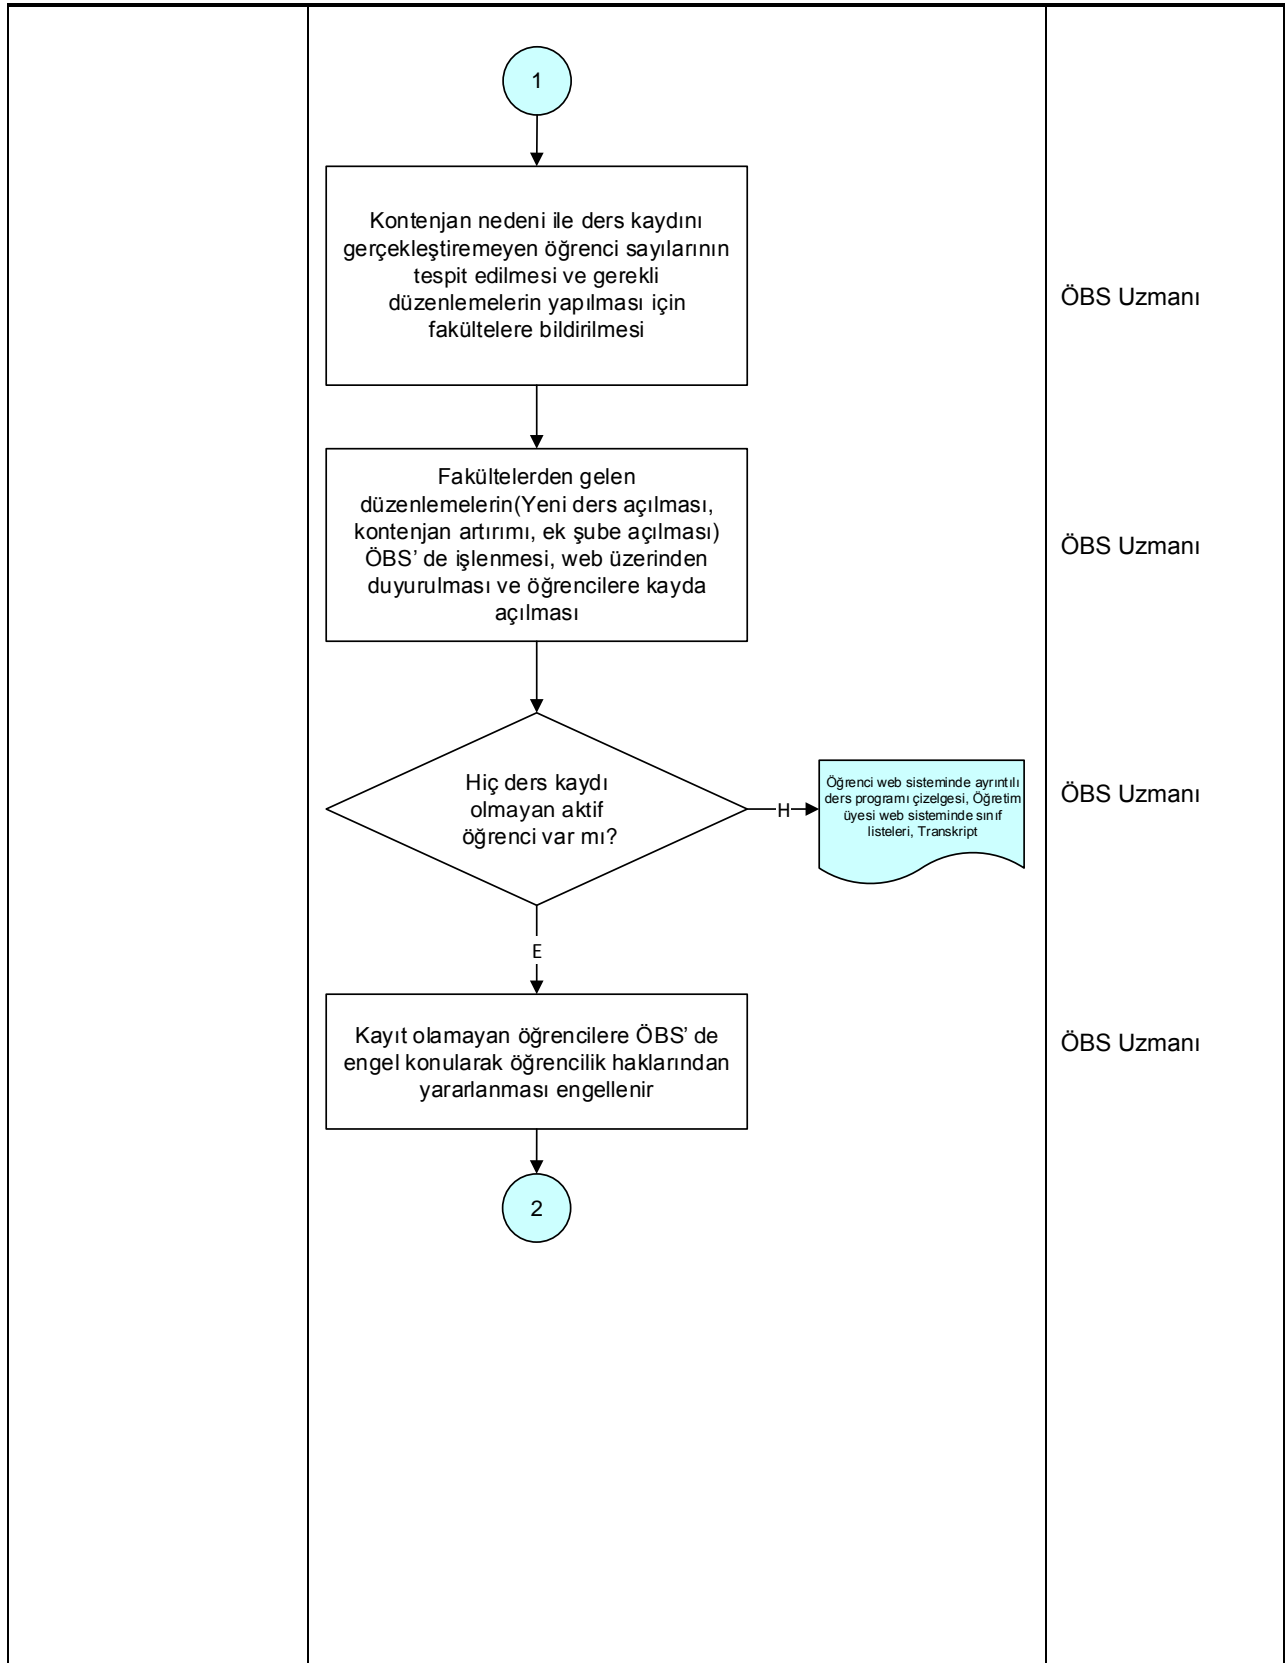 1
Kontenjan nedeni ile ders kaydını
gerçekleştiremeyen öğrenci sayılarının
tespit edilmesi ve gerekli
düzenlemelerin yapılması için
fakültelere bildirilmesi
ÖBS Uzmanı
Fakültelerden gelen
düzenlemelerin(Yeni ders açılması,
kontenjan artırımı, ek şube açılması)
ÖBS’ de işlenmesi, web üzerinden
duyurulması ve öğrencilere kayda
açılması
ÖBS Uzmanı
Hiç ders kaydı
olmayan aktif
öğrenci var mı?
H
Öğrenci web sisteminde ayrıntılı
ders programı çizelgesi, Öğretim
üyesi web sisteminde sınıf
listeleri, Transkript
ÖBS Uzmanı
E
Kayıt olamayan öğrencilere ÖBS’ de
engel konularak öğrencilik haklarından
yararlanması engellenir
ÖBS Uzmanı
2